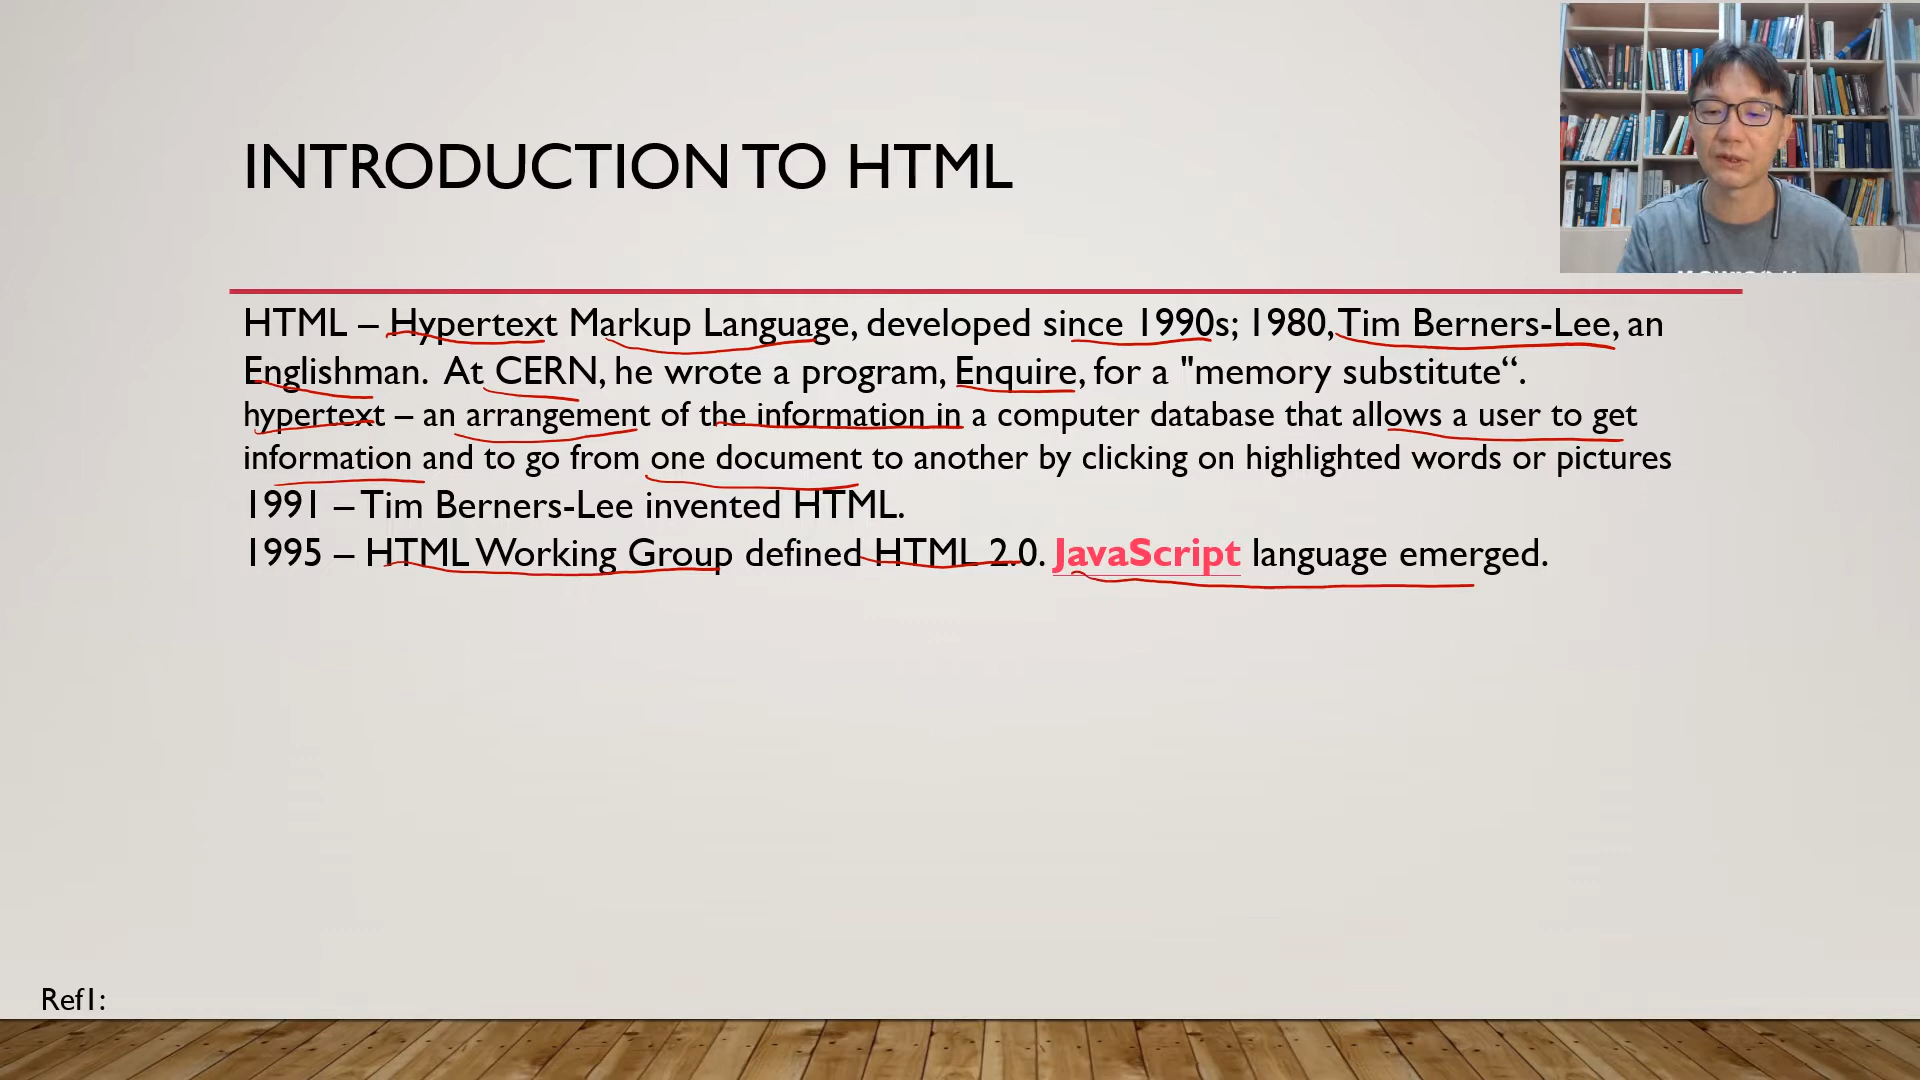 INTRODUCTION TO HTML
HTML – Hypertext Markup Language, developed since 1990s; 1980, Tim Berners-Lee, an
Englishman. At CERN, he wrote a program, Enquire, for a "memory substitute“.
hypertext – an arrangement of the information in a computer database that allows a user to get
information and to go from one document to another by clicking on highlighted words or pictures
1991 – Tim Berners-Lee invented HTML.
1995 – HTML Working Group defined HTML 2.0. JavaScript language emerged.
Ref1: